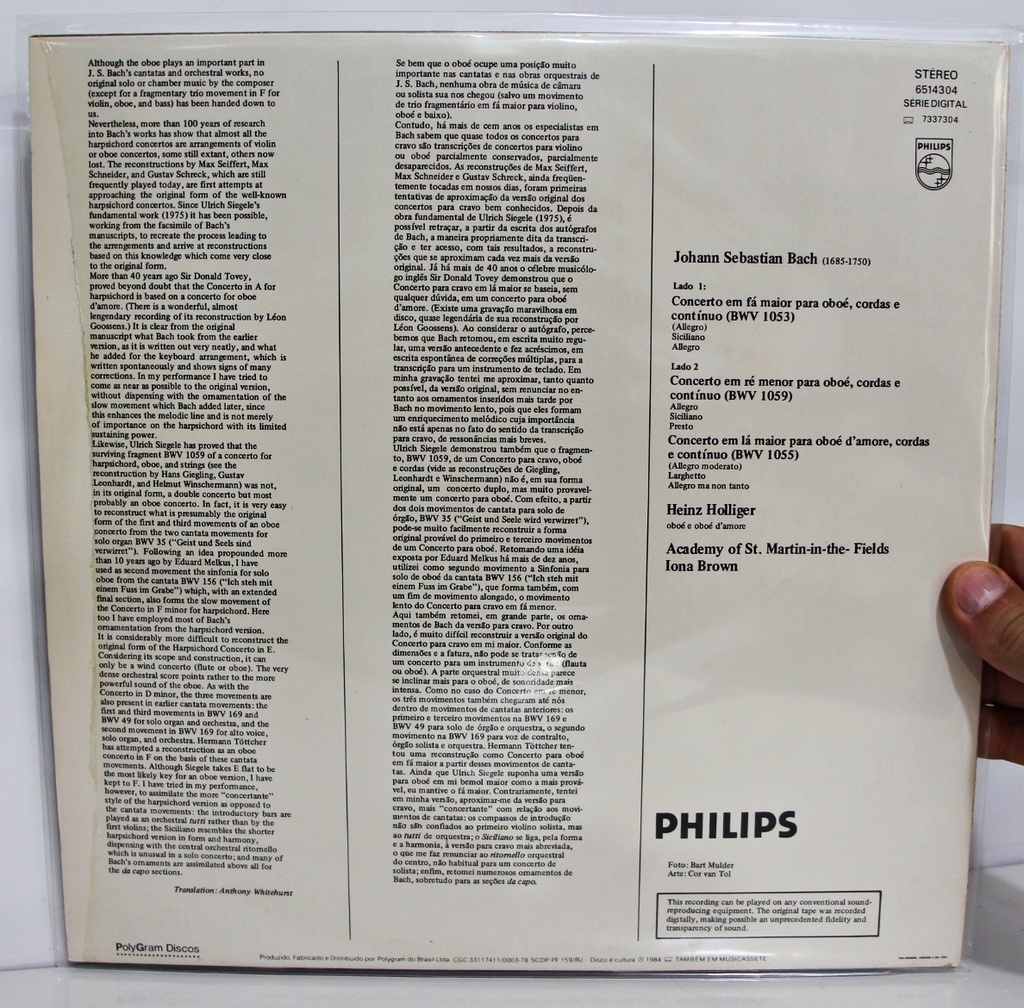 Although the oboe plays an important part in
J. S. Bach's cantatas and orchestral works, no
original solo or chamber music by the composer
(except for a fragmentary trio movement in F for
violin, oboe, and bass) has been handed down to
us.
Nevertheless, more than 100 years of research
into Bach's works has show that almost all the
harpsichord concertos are arrangements of violin
or oboe concertos, some still extant, others now
lost. The reconstructions by Max Seiffert, Max
Schneider, and Gustav Schreck, which are still
frequently played today, are first attempts at
approaching the original form of the well-known
harpsichord concertos. Since Ulrich Siegele's
fundamental work (1975) it has been possible,
working from the facsimile of Bach's
manuscripts, to recreate the process leading to
the arrangements and arrive at reconstructions
based on this knowledge which come very close
to the original form.
More than 40 years ago Sir Donald Tovey,
proved beyond doubt that the Concerto in A for
harpsichord is based on a concerto for oboe
d'amore. (There is a wonderful, almost
lengendary recording of its reconstruction by Léon
Goossens.) It is clear from the original
manuscript what Bach took from the earlier
version, as it is written out very neatly, and what
he added for the keyboard arrangement, which is
written spontaneously and shows signs of many
corrections. In my performance I have tried to
come as near as possible to the original version,
without dispensing with the ornamentation of the
slow movement which Bach added later, since
this enhances the melodic line and is not merely
of importance on the harpsichord with its limited
sustaining power.
Likewise, Ulrich Siegele has proved that the
surviving fragment BWV 1059 of a concerto for
harpsichord, oboe, and strings (see the
reconstruction by Hans Giegling, Gustav
Leonhardt, and Helmut Winschermann) was not,
in its original form, a double concerto but most
probably an oboe concerto. In fact, it is very easy
to reconstruct what is presumably the original
form of the first and third movements of an oboe
concerto from the two cantata movements for
solo organ BWV 35 ("Geist und Seels sind
verwirret"). Following an idea propounded more
than 10 years ago by Eduard Melkus, I have
used as second movement the sinfonia for solo
oboe from the cantata BWV 156 ("Ich steh mit
einem Fuss im Grabe") which, with an extended
final section, also forms the slow movement of
the Concerto in F minor for harpsichord. Here
too I have employed most of Bach's
ornamentation from the harpsichord version.
It is considerably more difficult to reconstruct the
original form of the Harpsichord Concerto in E.
Considering its scope and construction, it can
only be a wind concerto (flute or oboe). The very
dense orchestral score points rather to the more
powerful sound of the oboe. As with the
Concerto in D minor, the three movements are
also present in earlier cantata movements: the
first and third movements in BWV 169 and
BWV 49 for solo organ and orchestra, and the
second movement in BWV 169 for alto voice,
solo organ, and orchestra. Hermann Töttcher
has attempted a reconstruction as an oboe
concerto in F on the basis of these cantata
movements. Although Siegele takes E flat to be
the most likely key for an oboe version, I have
kept to F. I have tried in my performance,
however, to assimilate the more "concertante"
style of the harpsichord version as opposed to
the cantata movements: the introductory bars are
played as an orchestral tutti rather than by the
first violins; the Siciliano resembles the shorter
harpsichord version in form and harmony,
dispensing with the central orchestral ritornello
which is unusual in a solo concerto; and many of
Bach's ornaments are assimilated above all for
the da capo sections.
Translation: Anthony Whitehurst
PolyGram Discos
Se bem que o oboé ocupe uma posição muito
importante nas cantatas e nas obras orquestrais de
J. S. Bach, nenhuma obra de música de câmara
ou solista sua nos chegou (salvo um movimento
de trio fragmentário em fá maior para violino,
oboé e baixo).
Contudo, há mais de cem anos os especialistas em
Bach sabem que quase todos os concertos para
cravo são transcrições de concertos para violino
ou oboé parcialmente conservados, parcialmente
desaparecidos. As reconstruções de Max Seiffert,
Max Schneider e Gustav Schreck, ainda freqüen-
temente tocadas em nossos dias, foram primeiras
tentativas de aproximação da versão original dos
concertos para cravo bem conhecidos. Depois da
obra fundamental de Ulrich Siegele (1975), é
possível retraçar, a partir da escrita dos autógrafos
de Bach, a maneira propriamente dita da transcri-
ção e ter acesso, com tais resultados, a reconstru-
ções que se aproximam cada vez mais da versão
original. Já há mais de 40 anos o célebre musicólo-
go inglês Sir Donald Tovey demonstrou que o
Concerto para cravo em lá maior se baseia, sem
qualquer dúvida, em um concerto para oboé
d'amore. (Existe uma gravação maravilhosa em
disco, quase legendária de sua reconstrução por
Léon Goossens). Ao considerar o autógrafo, perce-
bemos que Bach retomou, em escrita muito regu-
lar, uma versão antecedente e fez acréscimos, em
escrita espontânea de correções múltiplas, para a
transcrição para um instrumento de teclado. Em
minha gravação tentei me aproximar, tanto quanto
possível, da versão original, sem renunciar no en-
tanto aos ornamentos inseridos mais tarde por
Bach no movimento lento, pois que eles formam
um enriquecimento melódico cuja importância
não está apenas no fato do sentido da transcrição
para cravo, de ressonâncias mais breves.
Ulrich Siegele demonstrou também que o fragmen-
to, BWV 1059, de um Concerto para cravo, oboé
e cordas (vide as reconstruções de Giegling,
Leonhardt e Winschermann) não é, em sua forma
original, um concerto duplo, mas muito provavel-
mente um concerto para oboé. Com efeito, a partir
dos dois movimentos de cantata para solo de
órgão, BWV 35 ("Geist und Seele wird verwirret"),
pode-se muito facilmente reconstruir a forma
original provável do primeiro e terceiro movimentos
de um Concerto para oboé. Retomando uma idéia
exposta por Eduard Melkus há mais de dez anos,
utilizei como segundo movimento a Sinfonia para
solo de oboé da cantata BWV 156 ("Ich steh mit
einem Fuss im Grabe"), que forma também, com
um fim de movimento alongado, o movimento
lento do Concerto para cravo em fá menor.
Aqui também retomei, em grande parte, os orna-
mentos de Bach da versão para cravo. Por outro
lado, é muito difícil reconstruir a versão original do
Concerto para cravo em mi maior. Conforme as
dimensões e a fatura, não pode se tratar senão de
um concerto para um instrumento (flauta
ou oboé). A parte orquestral muito densa parece
se inclinar mais para o oboé, de sonoridade mais
intensa. Como no caso do Concerto em ré menor,
os três movimentos também chegaram até nós
dentro de movimentos de cantatas anteriores: os
primeiro e terceiro movimentos na BWV 169 e
BWV 49 para solo de órgão e orquestra, o segundo
movimento na BWV 169 para voz de contralto,
órgão solista e orquestra. Hermann Töttcher ten-
tou uma reconstrução como Concerto para oboé
em fá maior a partir desses movimentos de canta-
tas. Ainda que Ulrich Siegele suponha uma versão
para oboé em mi bemol maior como a mais prová-
vel, eu mantive o fá maior. Contrariamente, tentei
em minha versão, aproximar-me da versão para
cravo, mais "concertante" com relação aos movi-
mentos de cantatas: os compassos de introdução
não são confiados ao primeiro violino solista, mas
ao tutti de orquestra; o Siciliano se liga, pela forma
e a harmonia, à versão para cravo mais abreviada,
o que me faz renunciar ao ritornello orquestral
do centro, não habitual para um concerto de
solista; enfim, retomei numerosos ornamentos de
Bach, sobretudo para as seções da capo.
STÉREO
6514304
SÉRIE DIGITAL
7337304
PHILIPS
Johann Sebastian Bach (1685-1750)
Lado 1:
Concerto em fá maior para oboé, cordas e
contínuo (BWV 1053)
(Allegro)
Siciliano
Allegro
Lado 2
Concerto em ré menor para oboé, cordas e
contínuo (BWV 1059)
Allegro
Siciliano
Presto
Concerto em lá maior para oboé d'amore, cordas
e contínuo (BWV 1055)
(Allegro moderato)
Larghetto
Allegro ma non tanto
Heinz Holliger
oboé e oboé d'amore
Academy of St. Martin-in-the- Fields
Iona Brown
PHILIPS
Foto: Bart Mulder
Arte: Cor van Tol
This recording can be played on any conventional sound-
reproducing equipment. The original tape was recorded
digitally, making possible an unprecedented fidelity and
transparency of sound.
Produzido, Fabricado e Distribuído por Polygram do Brasil Ltda. CGC-33117411/0003-78 SCDP-PF 159/RJ - Disco é cultura ℗ 1984 TAMBÉM EM MUSICASSETE